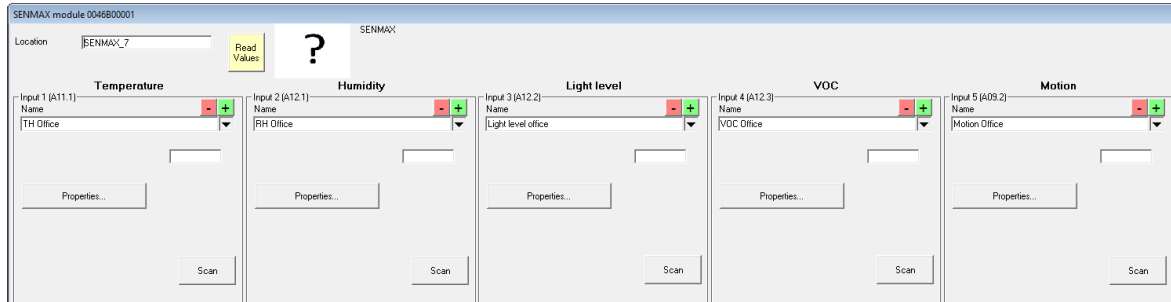 SENMAX module 0046B00001
Location SENMAX_7 Read Values ? SENMAX
Temperature Humidity Light level VOC Motion
Input 1 (A11.1) Input 2 (A12.1) Input 3 (A12.2) Input 4 (A12.3) Input 5 (A09.2)
Name - + Name - + Name - + Name - + Name - +
TH Office RH Office Light level office VOC Office Motion Office
Properties... Properties... Properties... Properties... Properties...
Scan Scan Scan Scan Scan